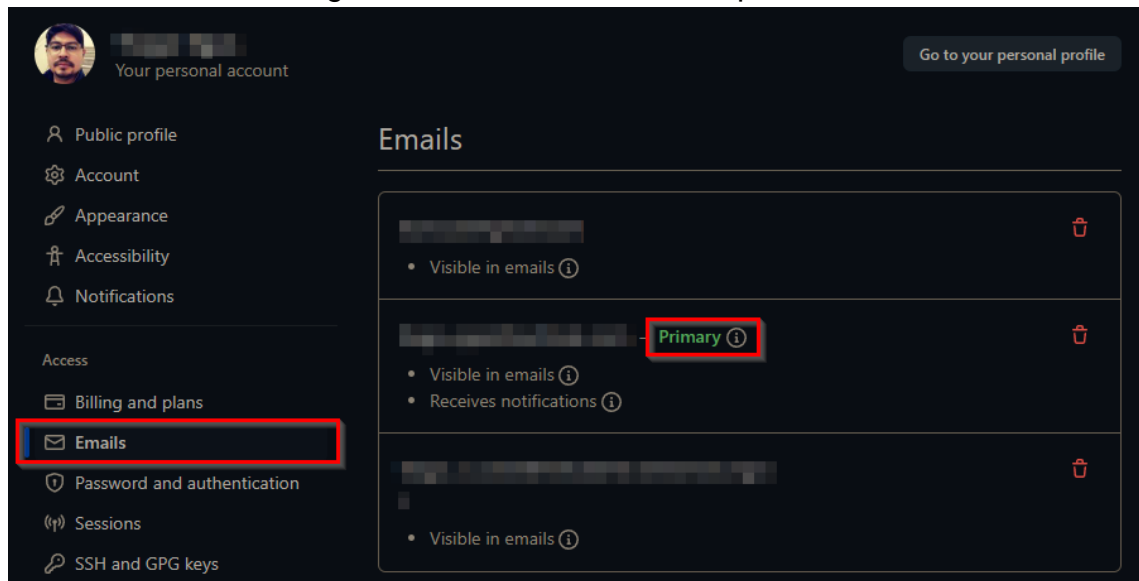 Your personal account
Go to your personal profile
Public profile
Account
Appearance
Accessibility
Notifications
Access
Billing and plans
Emails
Password and authentication
Sessions
SSH and GPG keys
Emails
Visible in emails
- Primary
Visible in emails
Receives notifications
Visible in emails